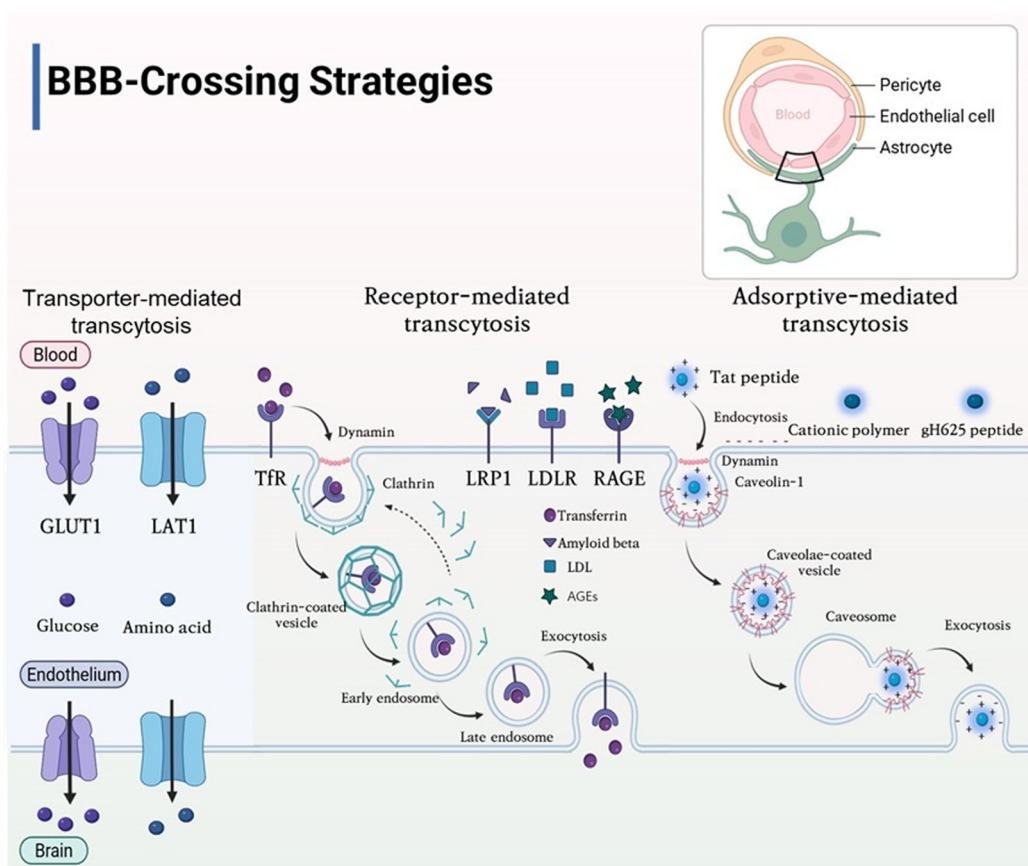 BBB-Crossing Strategies
Blood
Pericyte
Endothelial cell
Astrocyte
Transporter-mediated
transcytosis
Receptor-mediated
transcytosis
Adsorptive-mediated
transcytosis
Blood
Tat peptide
Endocytosis
Cationic polymer
gH625 peptide
Dynamin
TfR
Clathrin
LRP1
LDLR
RAGE
Dynamin
Caveolin-1
GLUT1
LAT1
Transferrin
Amyloid beta
LDL
AGEs
Caveolae-coated
vesicle
Clathrin-coated
vesicle
Glucose
Amino acid
Caveosome
Exocytosis
Exocytosis
Endothelium
Early endosome
Late endosome
Brain